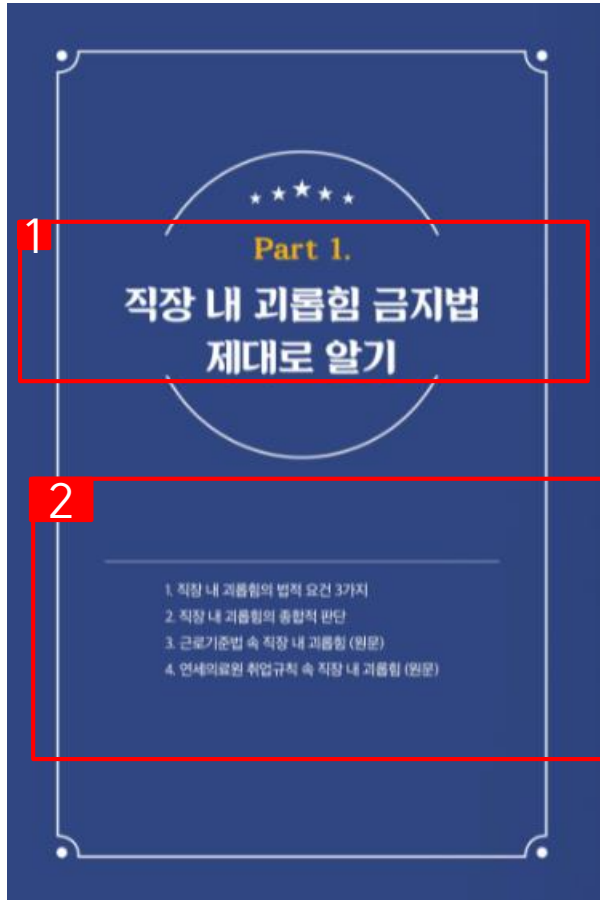 1
Part 1.
직장 내 괴롭힘 금지법
제대로 알기
2
1. 직장 내 괴롭힘의 법적 요건 3가지
2. 직장 내 괴롭힘의 종합적 판단
3. 근로기준법 속 직장 내 괴롭힘 (원문)
4. 연세의료원 취업규칙 속 직장 내 괴롭힘 (원문)